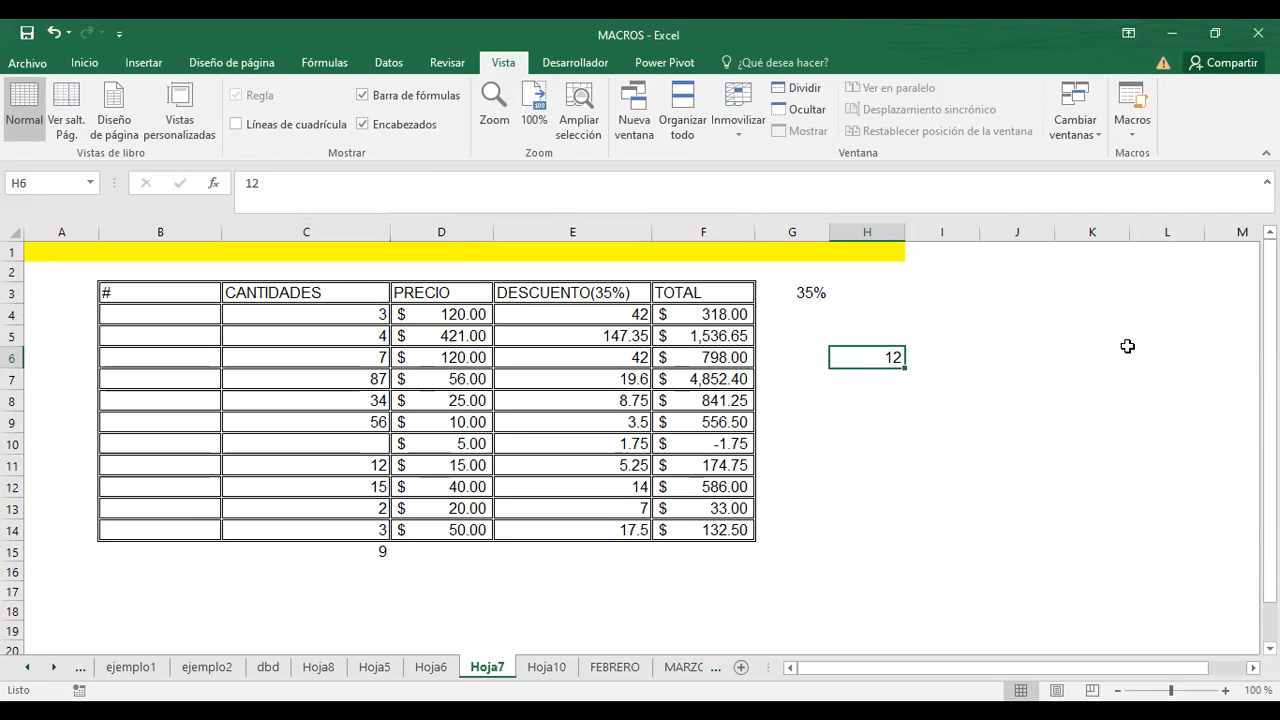 MACROS - Excel
Archivo Inicio Insertar Diseño de página Fórmulas Datos Revisar Vista Desarrollador Power Pivot ¿Qué desea hacer? Compartir
Normal Ver salt. Pág. Diseño de página Vistas personalizadas
Vistas de libro
Regla Barra de fórmulas
Líneas de cuadrícula Encabezados
Mostrar
Zoom 100% Ampliar selección
Zoom
Nueva ventana Organizar todo Inmovilizar
Dividir Ver en paralelo
Ocultar Desplazamiento sincrónico
Mostrar Restablecer posición de la ventana
Cambiar ventanas
Ventana
Macros
Macros
H6 fx 12
A B C D E F G H I J K L M
1
2
3 # CANTIDADES PRECIO DESCUENTO(35%) TOTAL 35%
4 3 $ 120.00 42 $ 318.00
5 4 $ 421.00 147.35 $ 1,536.65
6 7 $ 120.00 42 $ 798.00 12
7 87 $ 56.00 19.6 $ 4,852.40
8 34 $ 25.00 8.75 $ 841.25
9 56 $ 10.00 3.5 $ 556.50
10 $ 5.00 1.75 $ -1.75
11 12 $ 15.00 5.25 $ 174.75
12 15 $ 40.00 14 $ 586.00
13 2 $ 20.00 7 $ 33.00
14 3 $ 50.00 17.5 $ 132.50
15 9
16
17
18
19
20
... ejemplo1 ejemplo2 dbd Hoja8 Hoja5 Hoja6 Hoja7 Hoja10 FEBRERO MARZC ...
Listo 100 %